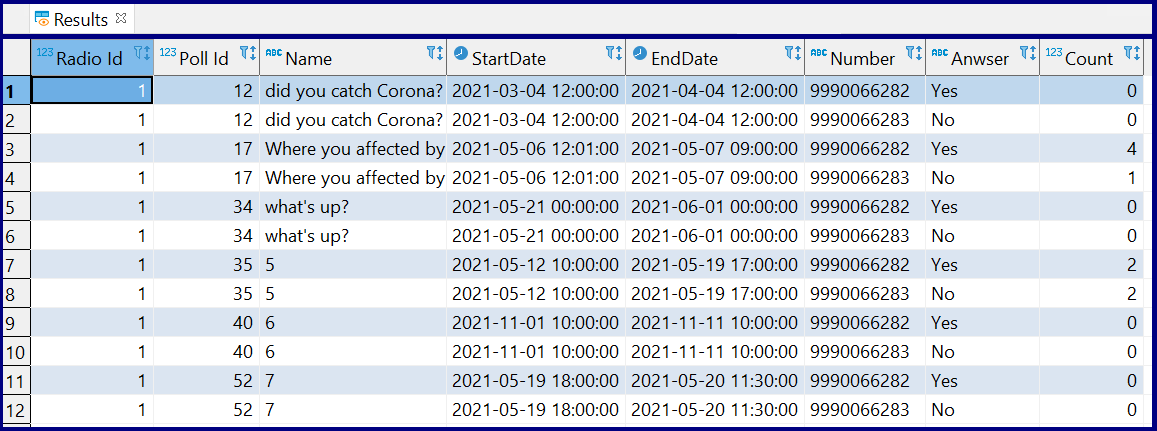 Results
123 Radio Id 123 Poll Id ABC Name StartDate EndDate ABC Number ABC Anwser 123 Count
1 1 12 did you catch Corona? 2021-03-04 12:00:00 2021-04-04 12:00:00 9990066282 Yes 0
2 1 12 did you catch Corona? 2021-03-04 12:00:00 2021-04-04 12:00:00 9990066283 No 0
3 1 17 Where you affected by 2021-05-06 12:01:00 2021-05-07 09:00:00 9990066282 Yes 4
4 1 17 Where you affected by 2021-05-06 12:01:00 2021-05-07 09:00:00 9990066283 No 1
5 1 34 what's up? 2021-05-21 00:00:00 2021-06-01 00:00:00 9990066282 Yes 0
6 1 34 what's up? 2021-05-21 00:00:00 2021-06-01 00:00:00 9990066283 No 0
7 1 35 5 2021-05-12 10:00:00 2021-05-19 17:00:00 9990066282 Yes 2
8 1 35 5 2021-05-12 10:00:00 2021-05-19 17:00:00 9990066283 No 2
9 1 40 6 2021-11-01 10:00:00 2021-11-11 10:00:00 9990066282 Yes 0
10 1 40 6 2021-11-01 10:00:00 2021-11-11 10:00:00 9990066283 No 0
11 1 52 7 2021-05-19 18:00:00 2021-05-20 11:30:00 9990066282 Yes 0
12 1 52 7 2021-05-19 18:00:00 2021-05-20 11:30:00 9990066283 No 0